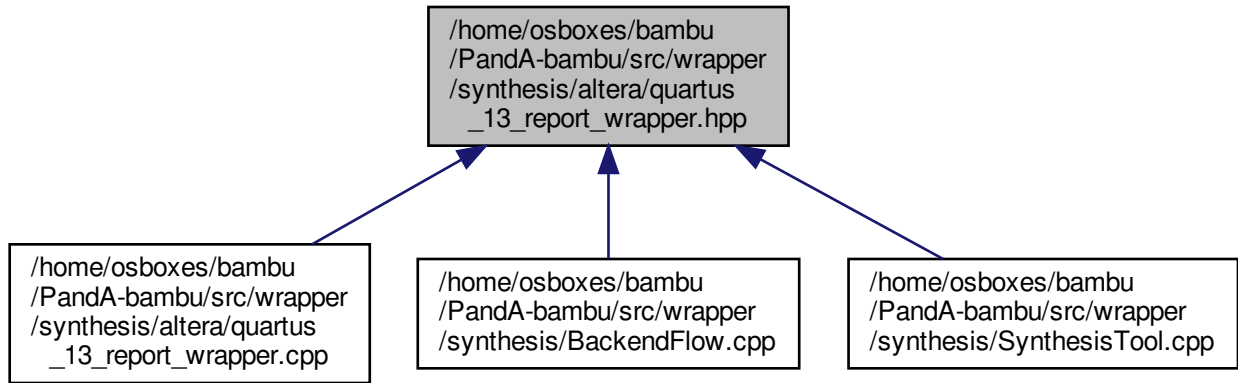 /home/osboxes/bambu
/PandA-bambu/src/wrapper
/synthesis/altera/quartus
_13_report_wrapper.hpp
/home/osboxes/bambu
/PandA-bambu/src/wrapper
/synthesis/altera/quartus
_13_report_wrapper.cpp
/home/osboxes/bambu
/PandA-bambu/src/wrapper
/synthesis/BackendFlow.cpp
/home/osboxes/bambu
/PandA-bambu/src/wrapper
/synthesis/SynthesisTool.cpp